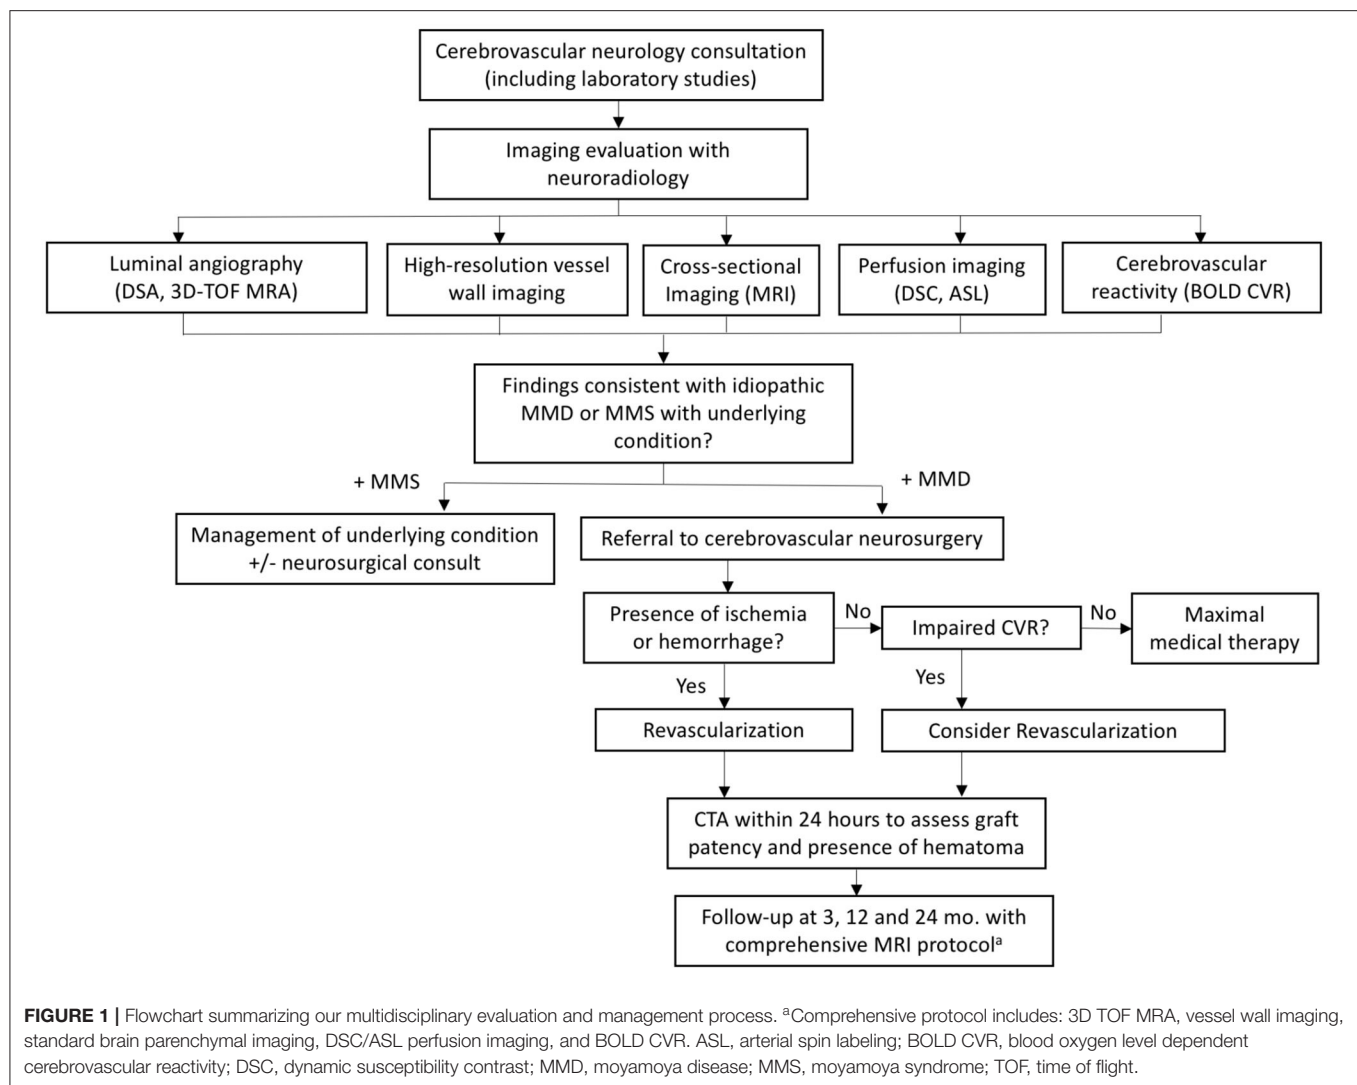 Cerebrovascular neurology consultation
(including laboratory studies)
Imaging evaluation with
neuroradiology
Luminal angiography
(DSA, 3D-TOF MRA)
High-resolution vessel
wall imaging
Cross-sectional
Imaging (MRI)
Perfusion imaging
(DSC, ASL)
Cerebrovascular
reactivity (BOLD CVR)
Findings consistent with idiopathic
MMD or MMS with underlying
condition?
+ MMS
+ MMD
Management of underlying condition
+/- neurosurgical consult
Referral to cerebrovascular neurosurgery
Presence of ischemia
or hemorrhage?
No
Impaired CVR?
No
Maximal
medical therapy
Yes
Yes
Revascularization
Consider Revascularization
CTA within 24 hours to assess graft
patency and presence of hematoma
Follow-up at 3, 12 and 24 mo. with
comprehensive MRI protocolᵃ
FIGURE 1 | Flowchart summarizing our multidisciplinary evaluation and management process. ᵃComprehensive protocol includes: 3D TOF MRA, vessel wall imaging,
standard brain parenchymal imaging, DSC/ASL perfusion imaging, and BOLD CVR. ASL, arterial spin labeling; BOLD CVR, blood oxygen level dependent
cerebrovascular reactivity; DSC, dynamic susceptibility contrast; MMD, moyamoya disease; MMS, moyamoya syndrome; TOF, time of flight.